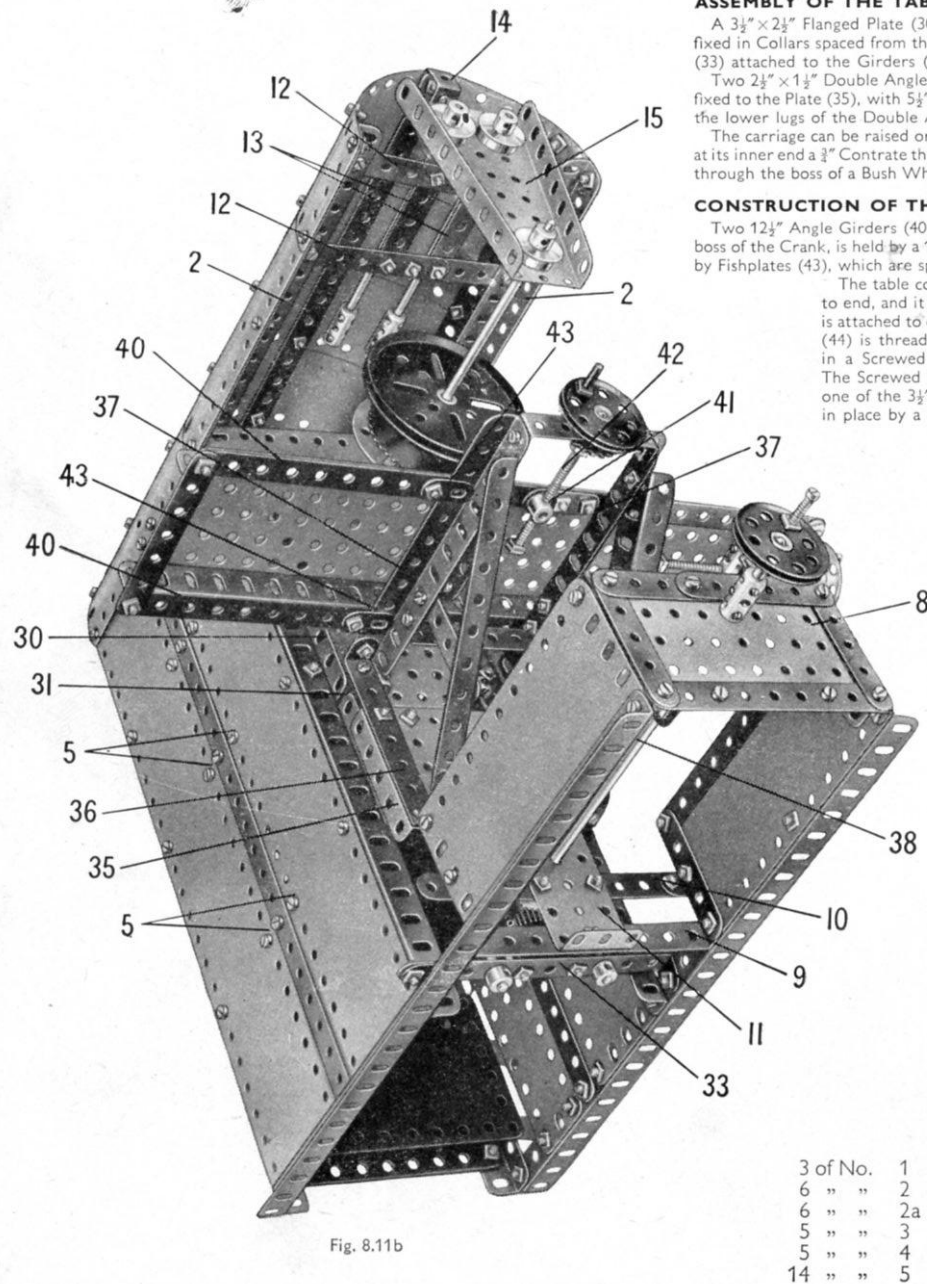 ASSEMBLY OF THE TAB
A 3½″ × 2½″ Flanged Plate (3
fixed in Collars spaced from th
(33) attached to the Girders (
Two 2½″ × 1½″ Double Angle
fixed to the Plate (35), with 5½″
the lower lugs of the Double A
The carriage can be raised or
at its inner end a ¾″ Contrate th
through the boss of a Bush Wh
CONSTRUCTION OF TH
Two 12½″ Angle Girders (40
boss of the Crank, is held by a
by Fishplates (43), which are sp
The table co
to end, and it
is attached to
(44) is thread
in a Screwed
The Screwed
one of the 3½″
in place by a
14
12
15
13
12
2
2
43
40
42
41
37
37
43
40
8
30
31
5
36
38
35
10
5
9
11
33
3 of No. 1
6 " " 2
6 " " 2a
5 " " 3
5 " " 4
14 " " 5
Fig. 8.11b